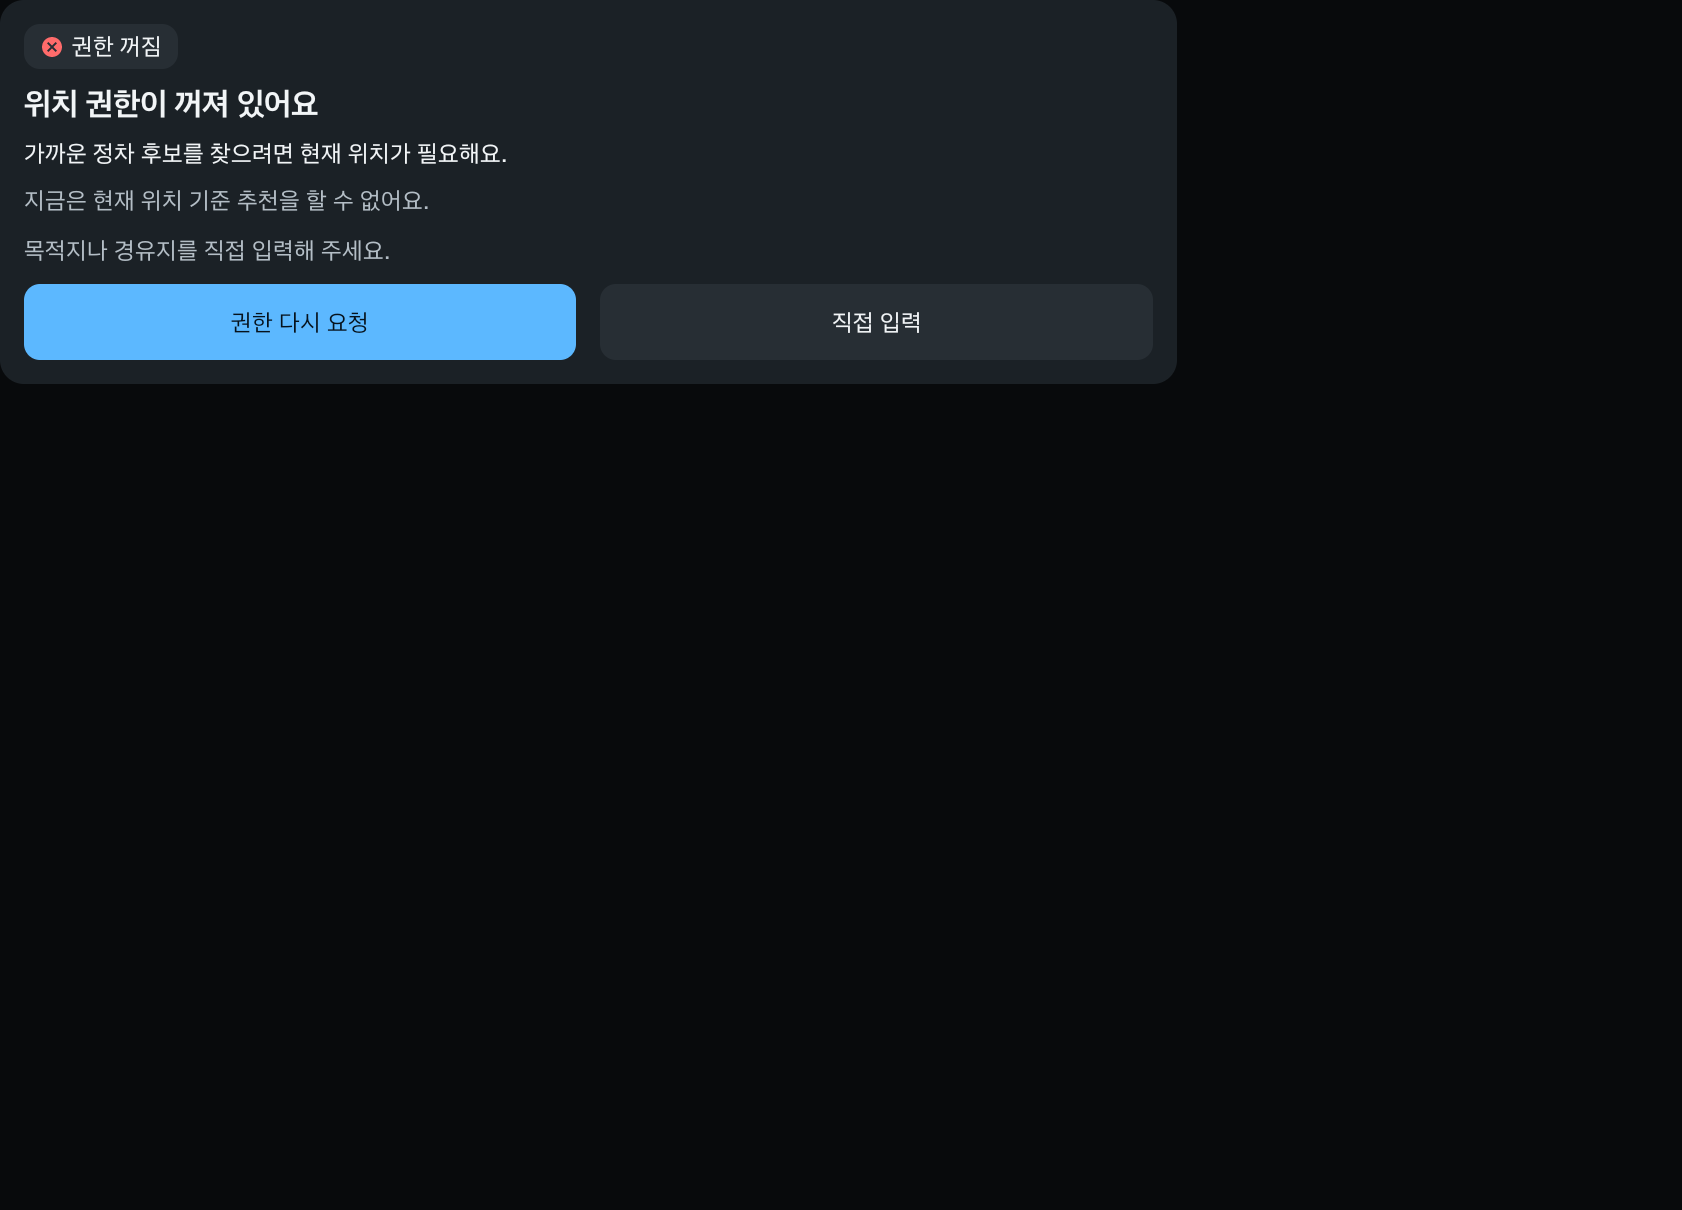 권한 꺼짐
위치 권한이 꺼져 있어요
가까운 정차 후보를 찾으려면 현재 위치가 필요해요.
지금은 현재 위치 기준 추천을 할 수 없어요.
목적지나 경유지를 직접 입력해 주세요.
권한 다시 요청
직접 입력